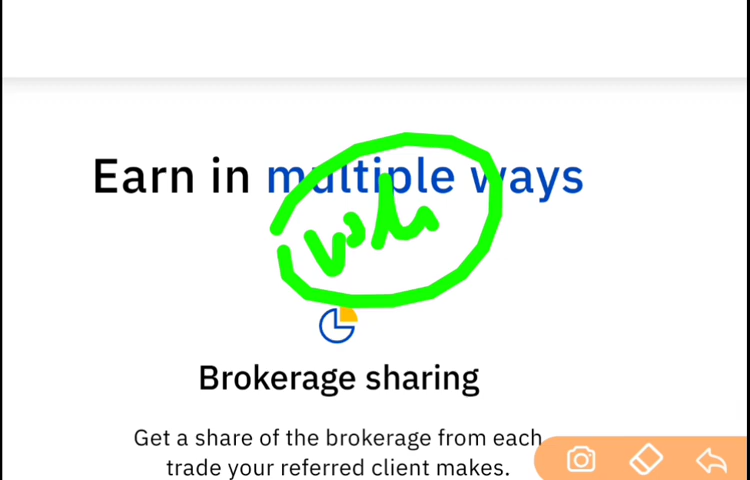 Earn in multiple ways
Brokerage sharing
Get a share of the brokerage from each
trade your referred client makes.